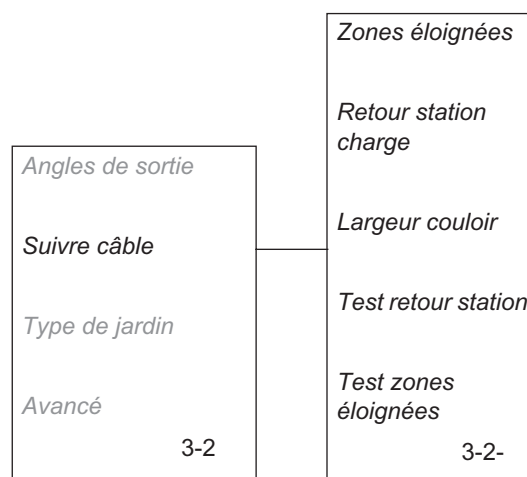 Angles de sortie
Suivre câble
Type de jardin
Avancé
3-2
Zones éloignées
Retour station
charge
Largeur couloir
Test retour station
Test zones
éloignées
3-2-